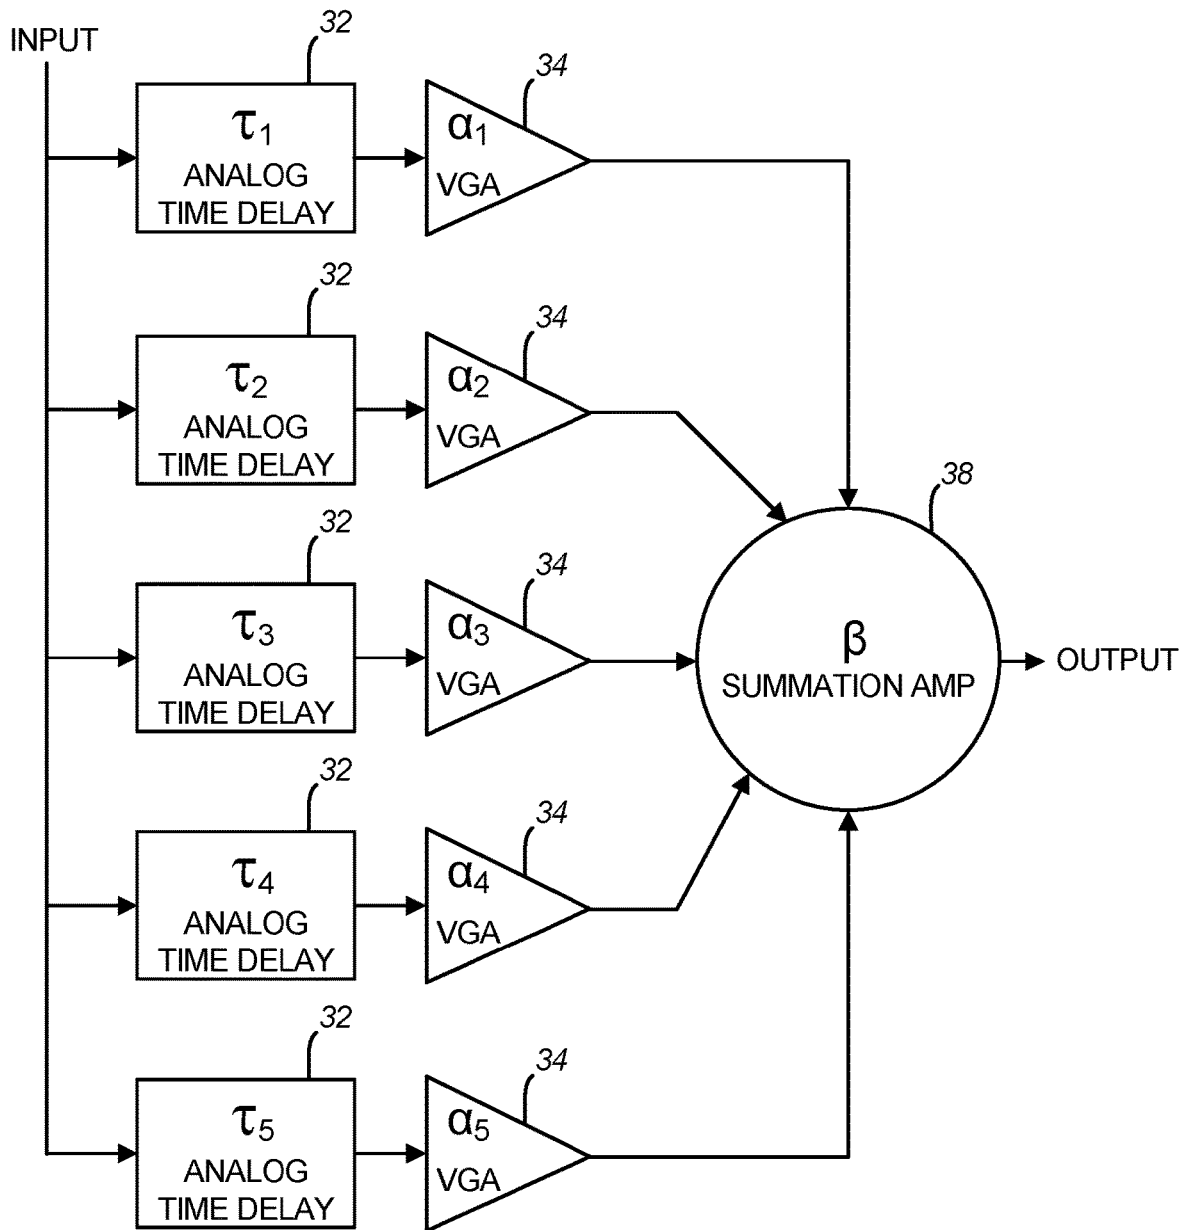 INPUT
32
τ1
ANALOG
TIME DELAY
34
α1
VGA
32
τ2
ANALOG
TIME DELAY
34
α2
VGA
32
τ3
ANALOG
TIME DELAY
34
α3
VGA
38
β
SUMMATION AMP
OUTPUT
32
τ4
ANALOG
TIME DELAY
34
α4
VGA
32
τ5
ANALOG
TIME DELAY
34
α5
VGA